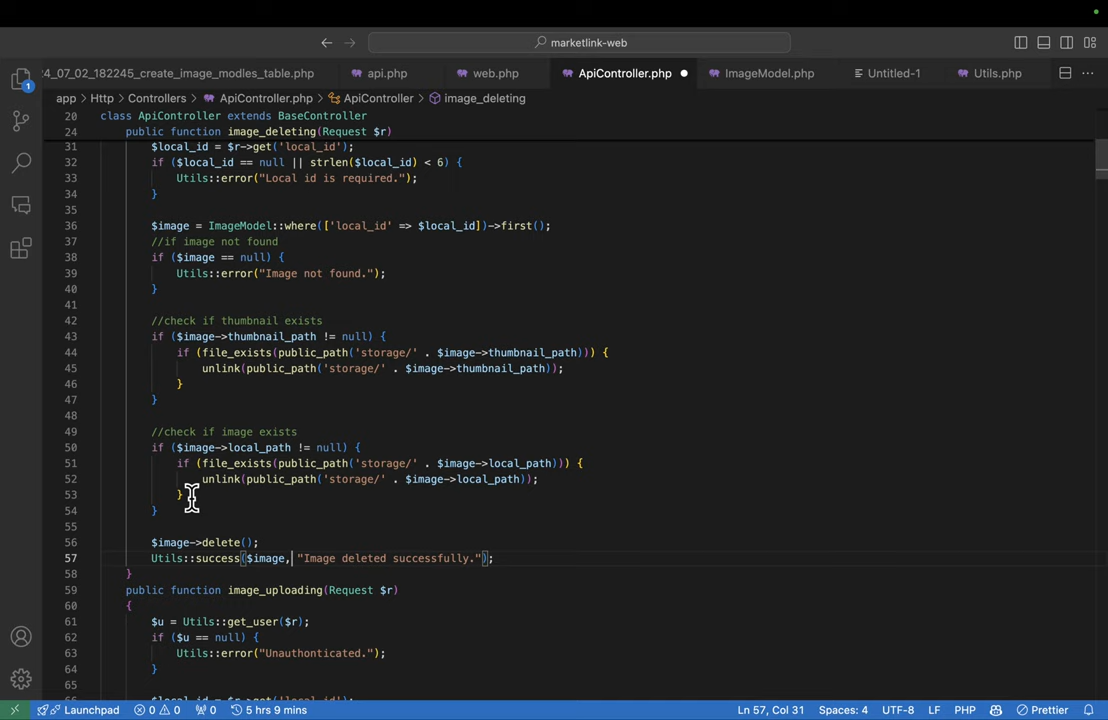 marketlink-web
4_07_02_182245_create_image_modles_table.php
api.php
web.php
ApiController.php
ImageModel.php
Untitled-1
Utils.php
app > Http > Controllers > ApiController.php > ApiController > image_deleting
20 class ApiController extends BaseController
24 public function image_deleting(Request $r)
31 $local_id = $r->get('local_id');
32 if ($local_id == null || strlen($local_id) < 6) {
33 Utils::error("Local id is required.");
34 }
35
36 $image = ImageModel::where(['local_id' => $local_id])->first();
37 //if image not found
38 if ($image == null) {
39 Utils::error("Image not found.");
40 }
41
42 //check if thumbnail exists
43 if ($image->thumbnail_path != null) {
44 if (file_exists(public_path('storage/' . $image->thumbnail_path))) {
45 unlink(public_path('storage/' . $image->thumbnail_path));
46 }
47 }
48
49 //check if image exists
50 if ($image->local_path != null) {
51 if (file_exists(public_path('storage/' . $image->local_path))) {
52 unlink(public_path('storage/' . $image->local_path));
53 }
54 }
55
56 $image->delete();
57 Utils::success($image, "Image deleted successfully.");
58 }
59 public function image_uploading(Request $r)
60 {
61 $u = Utils::get_user($r);
62 if ($u == null) {
63 Utils::error("Unauthonticated.");
64 }
65
66 $local_id = $r->get('local_id');
1
Launchpad
0 0
0
5 hrs 9 mins
Ln 57, Col 31
Spaces: 4
UTF-8
LF
PHP
Prettier